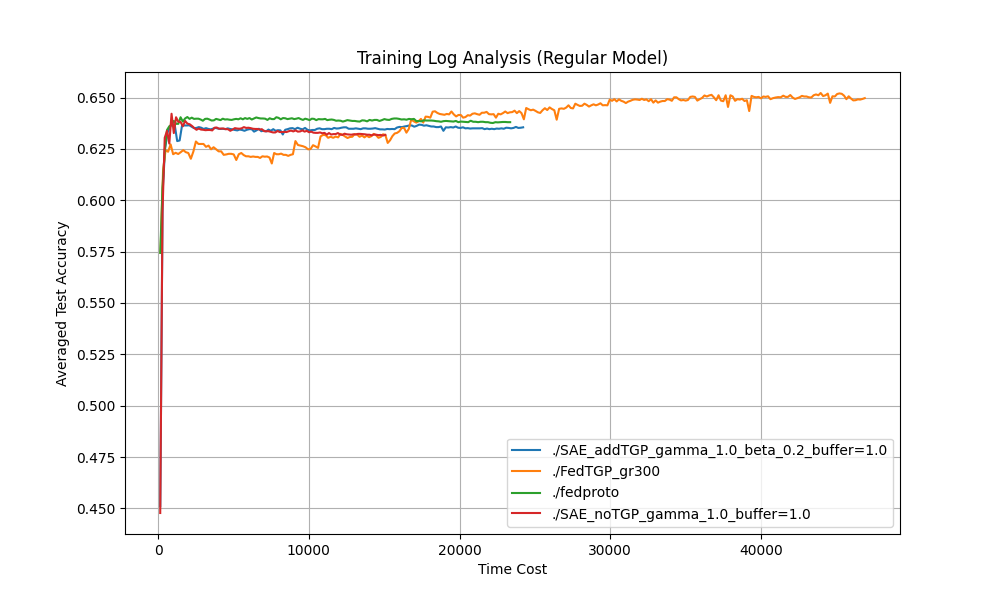 Training Log Analysis (Regular Model)
Averaged Test Accuracy
0.650
0.625
0.600
0.575
0.550
0.525
0.500
0.475
0.450
./SAE_addTGP_gamma_1.0_beta_0.2_buffer=1.0
./FedTGP_gr300
./fedproto
./SAE_noTGP_gamma_1.0_buffer=1.0
0 10000 20000 30000 40000
Time Cost